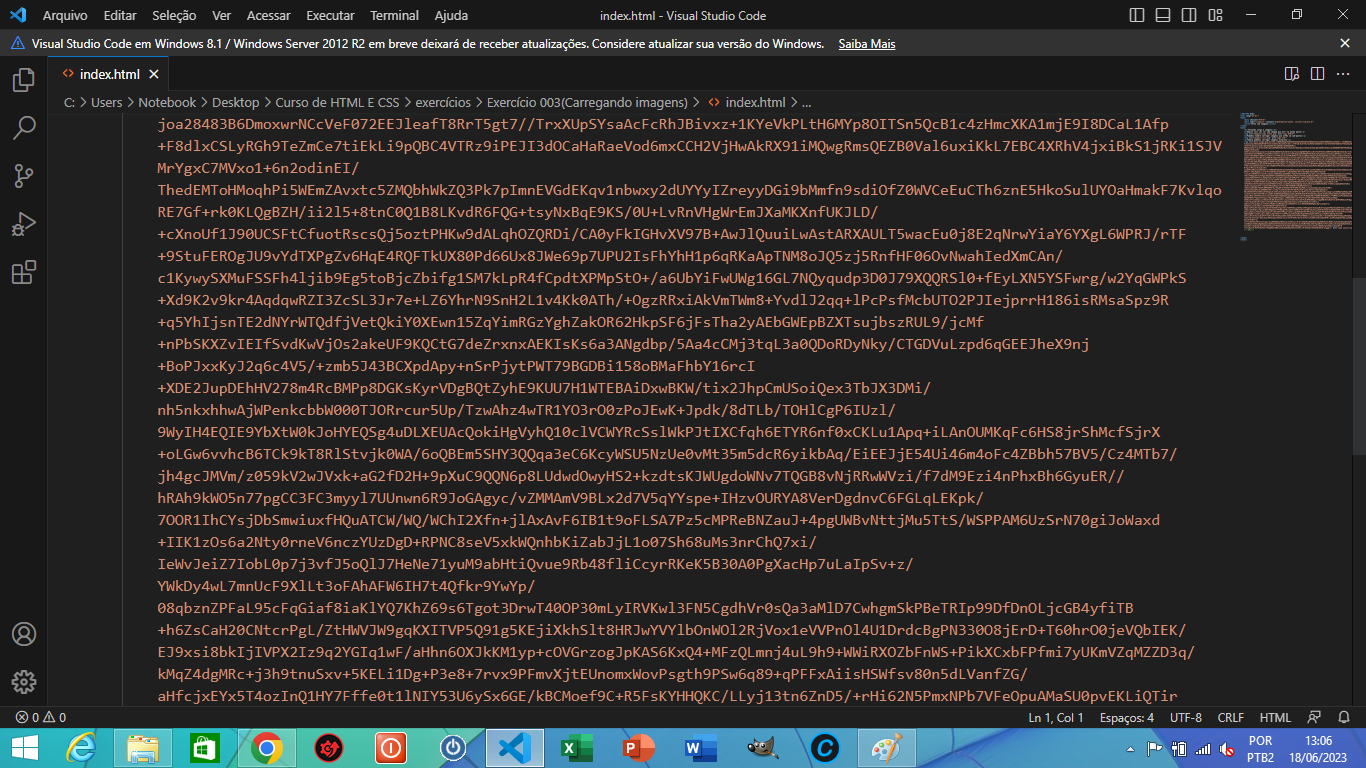 Arquivo Editar Seleção Ver Acessar Executar Terminal Ajuda
index.html - Visual Studio Code
Visual Studio Code em Windows 8.1 / Windows Server 2012 R2 em breve deixará de receber atualizações. Considere atualizar sua versão do Windows. Saiba Mais
index.html
C: > Users > Notebook > Desktop > Curso de HTML E CSS > exercícios > Exercício 003(Carregando imagens) > index.html > ...
joa28483B6DmoxwrNCcVeF072EEJleafT8RrT5gt7//TrxXUpSYsaAcFcRhJBivxz+1KYeVkPLtH6MYp8OITSn5QcB1c4zHmcXKA1mjE9I8DCaL1Afp
+F8dlxCSLyRGh9TeZmCe7tiEkLi9pQBC4VTRz9iPEJI3dOCaHaRaeVod6mxCCH2VjHwAkRX91iMQwgRmsQEZB0Val6uxiKkL7EBC4XRhV4jxiBkS1jRKi1SJV
MrYgxC7MVxo1+6n2odinEI/
ThedEMToHMoqhPi5WEmZAvxtc5ZMQbhWkZQ3Pk7pImnEVGdEKqv1nbwxy2dUYYyIZreyyDGi9bMmfn9sdiOfZ0WVCeEuCTh6znE5HkoSulUYOaHmakF7Kvlqo
RE7Gf+rk0KLQgBZH/ii2l5+8tnC0Q1B8LKvdR6FQG+tsyNxBqE9KS/0U+LvRnVHgWrEmJXaMKXnfUKJLD/
+cXnoUf1J90UCSFtCfuotRscsQj5oztPHKw9dALqhOZQRDi/CA0yFkIGHvXV97B+AwJlQuuiLwAstARXAULT5wacEu0j8E2qNrwYiaY6YXgL6WPRJ/rTF
+9StuFEROgJU9vYdTXPgZv6HqE4RQFTkUX80Pd66Ux8JWe69p7UPU2IsFhYhH1p6qRKaApTNM8oJQ5zj5RnfHF06OvNwahIedXmCAn/
c1KywySXMuFSSFh4ljib9Eg5toBjcZbifg1SM7kLpR4fCpdtXPMpStO+/a6UbYiFwUWg16GL7NQyqudp3D0J79XQQRSl0+fEyLXN5YSFwrg/w2YqGWPkS
+Xd9K2v9kr4AqdqwRZI3ZcSL3Jr7e+LZ6YhrN9SnH2L1v4Kk0ATh/+OgzRRxiAkVmTWm8+YvdlJ2qq+lPcPsfMcbUTO2PJIejprrH186isRMsaSpz9R
+q5YhIjsnTE2dNYrWTQdfjVetQkiY0XEwn15ZqYimRGzYghZakOR62HkpSF6jFsTha2yAEbGWEpBZXTsujbszRUL9/jcMf
+nPbSKXZvIEIfSvdKwVjOs2akeUF9KQCtG7deZrxnxAEKIsKs6a3ANgdbp/5Aa4cCMj3tqL3a0QDoRDyNky/CTGDVuLzpd6qGEEJheX9nj
+BoPJxxKyJ2q6c4V5/+zmb5J43BCXpdApy+nSrPjytPWT79BGDBi158oBMaFhbY16rcI
+XDE2JupDEhHV278m4RcBMPp8DGKsKyrVDgBQtZyhE9KUU7H1WTEBAiDxwBKW/tix2JhpCmUSoiQex3TbJX3DMi/
nh5nkxhhwAjWPenkcbbW000TJORrcur5Up/TzwAhz4wTR1YO3rO0zPoJEwK+Jpdk/8dTLb/TOHlCgP6IUzl/
9WyIH4EQIE9YbXtW0kJoHYEQSg4uDLXEUAcQokiHgVyhQ10clVCWYRcSslWkPJtIXCfqh6ETYR6nf0xCKLu1Apq+iLAnOUMKqFc6HS8jrShMcfSjrX
+oLGw6vvhcB6TCk9kT8RlStvjk0WA/6oQBEm5SHY3QQqa3eC6KcyWSU5NzUe0vMt35m5dcR6yikbAq/EiEEJjE54Ui46m4oFc4ZBbh57BV5/Cz4MTb7/
jh4gcJMVm/z059kV2wJVxk+aG2fD2H+9pXuC9QQN6p8LUdwdOwyHS2+kzdtsKJWUgdoWNv7TQGB8vNjRRwWVzi/f7dM9Ezi4nPhxBh6GyuER//
hRAh9kWO5n77pgCC3FC3myyl7UUnwn6R9JoGAgyc/vZMMAmV9BLx2d7V5qYYspe+IHzvOURYA8VerDgdnvC6FGLqLEKpk/
7OOR1IhCYsjDbSmwiuxfHQuATCW/WQ/WChI2Xfn+jlAxAvF6IB1t9oFLSA7Pz5cMPReBNZauJ+4pgUWBvNttjMu5TtS/WSPPAM6UzSrN70giJoWaxd
+IIK1zOs6a2Nty0rneV6nczYUzDgD+RPNC8seV5xkWQnhbKiZabJjL1o07Sh68uMs3nrChQ7xi/
IeWvJeiZ7IobL0p7j3vfJ5oQlJ7HeNe71yuM9abHtiQvue9Rb48fliCcyrRKeK5B30A0PgXacHp7uLaIpSv+z/
YWkDy4wL7mnUcF9XlLt3oFAhAFW6IH7t4Qfkr9YwYp/
08qbznZPFaL95cFqGiaf8iaKlYQ7KhZ69s6Tgot3DrwT40OP30mLyIRVKwl3FN5CgdhVr0sQa3aMlD7CwhgmSkPBeTRIp99DfDnOLjcGB4yfiTB
+h6ZsCaH20CNtcrPgL/ZtHWVJW9gqKXITVP5Q91g5KEjiXkhSlt8HRJwYVYlbOnWOl2RjVox1eVVPnOl4U1DrdcBgPN330O8jErD+T60hrO0jeVQbIEK/
EJ9xsi8bkIjIVPX2Iz9q2YGIq1wF/aHhn6OXJkKM1yp+cOVGrzogJpKAS6KxQ4+MFzQLmnj4uL9h9+WWiRXOZbFnWS+PikXCxbFPfmi7yUKmVZqMZZD3q/
kMqZ4dgMRc+j3h9tnuSxv+5KELi1Dg+P3e8+7rvx9PFmvXjtEUnomxWovPsgth9PSw6q89+qPFFxAiisHSWfsv80n5dLVanfZG/
aHfcjxEYx5T4ozInQ1HY7Fffe0t1lNIY53U6ySx6GE/kBCMoef9C+R5FsKYHHQKC/LLyj13tn6ZnD5/+rHi62N5PmxNPb7VFeOpuAMaSU0pvEKLiQTir
0 0 Ln 1, Col 1 Espaços: 4 UTF-8 CRLF HTML
POR 13:06
PTB2 18/06/2023